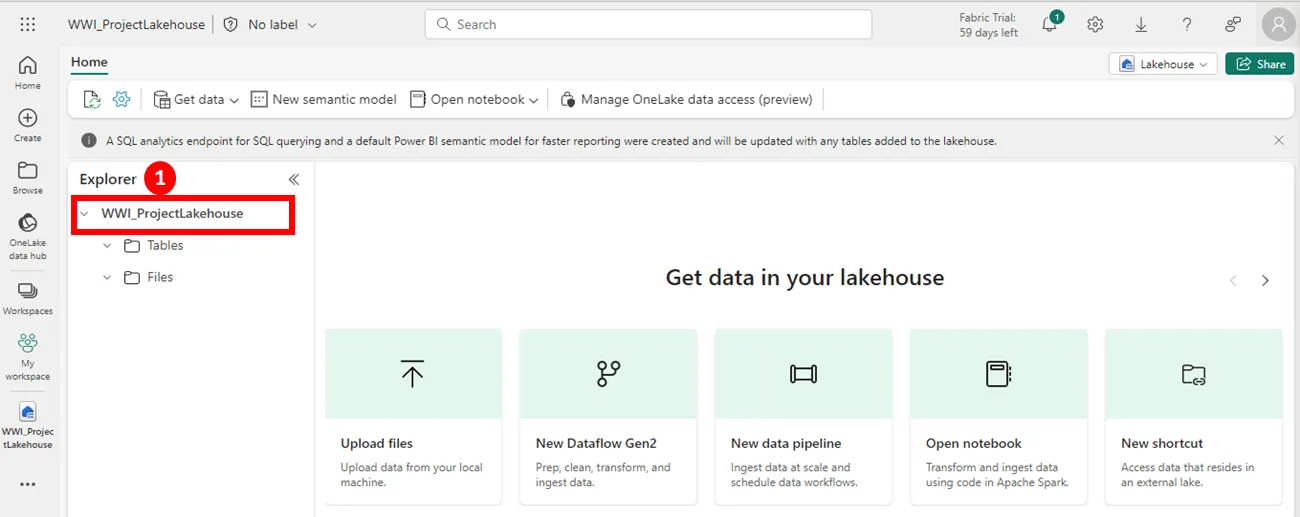 WWI_ProjectLakehouse
No label
Search
Fabric Trial:
59 days left
1
Home
Lakehouse
Share
Get data
New semantic model
Open notebook
Manage OneLake data access (preview)
A SQL analytics endpoint for SQL querying and a default Power BI semantic model for faster reporting were created and will be updated with any tables added to the lakehouse.
Home
Create
Browse
OneLake
data hub
Workspaces
My
workspace
WWI_Projec
tLakehouse
Explorer
1
WWI_ProjectLakehouse
Tables
Files
Get data in your lakehouse
Upload files
Upload data from your local
machine.
New Dataflow Gen2
Prep, clean, transform, and
ingest data.
New data pipeline
Ingest data at scale and
schedule data workflows.
Open notebook
Transform and ingest data
using code in Apache Spark.
New shortcut
Access data that resides in
an external lake.